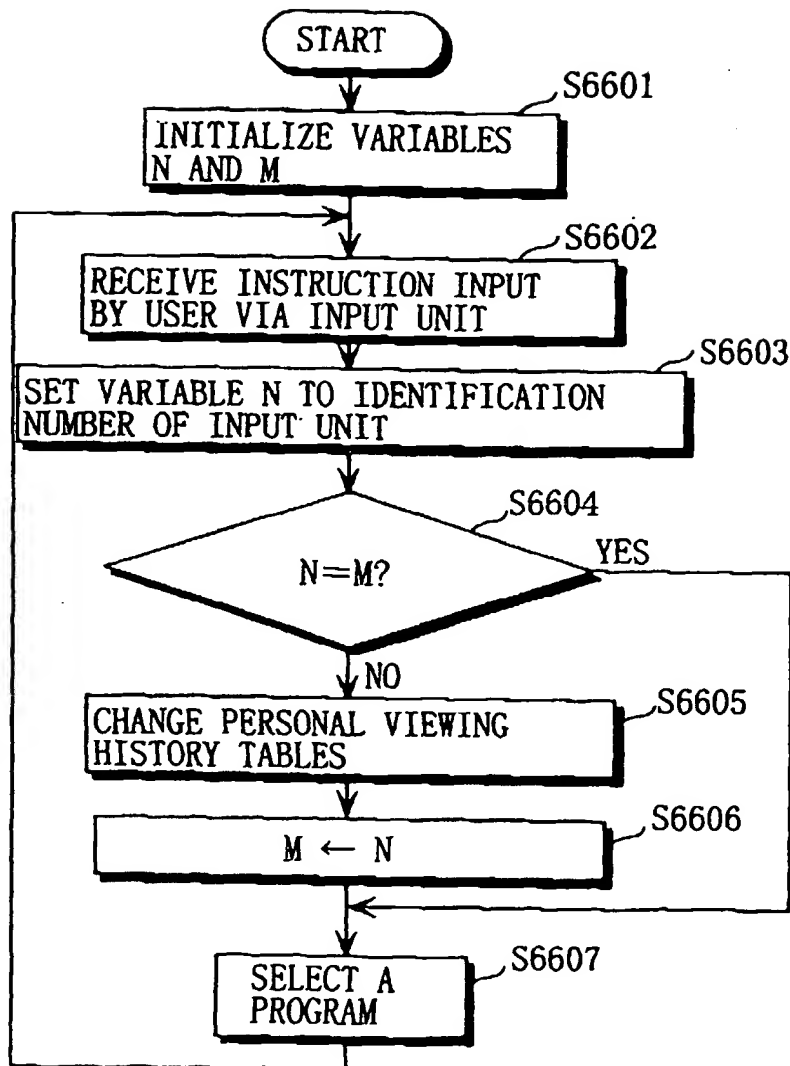 START
S6601
INITIALIZE VARIABLES
N AND M
S6602
RECEIVE INSTRUCTION INPUT
BY USER VIA INPUT UNIT
S6603
SET VARIABLE N TO IDENTIFICATION
NUMBER OF INPUT UNIT
S6604
N=M?
YES
NO
S6605
CHANGE PERSONAL VIEWING
HISTORY TABLES
S6606
M ← N
S6607
SELECT A
PROGRAM